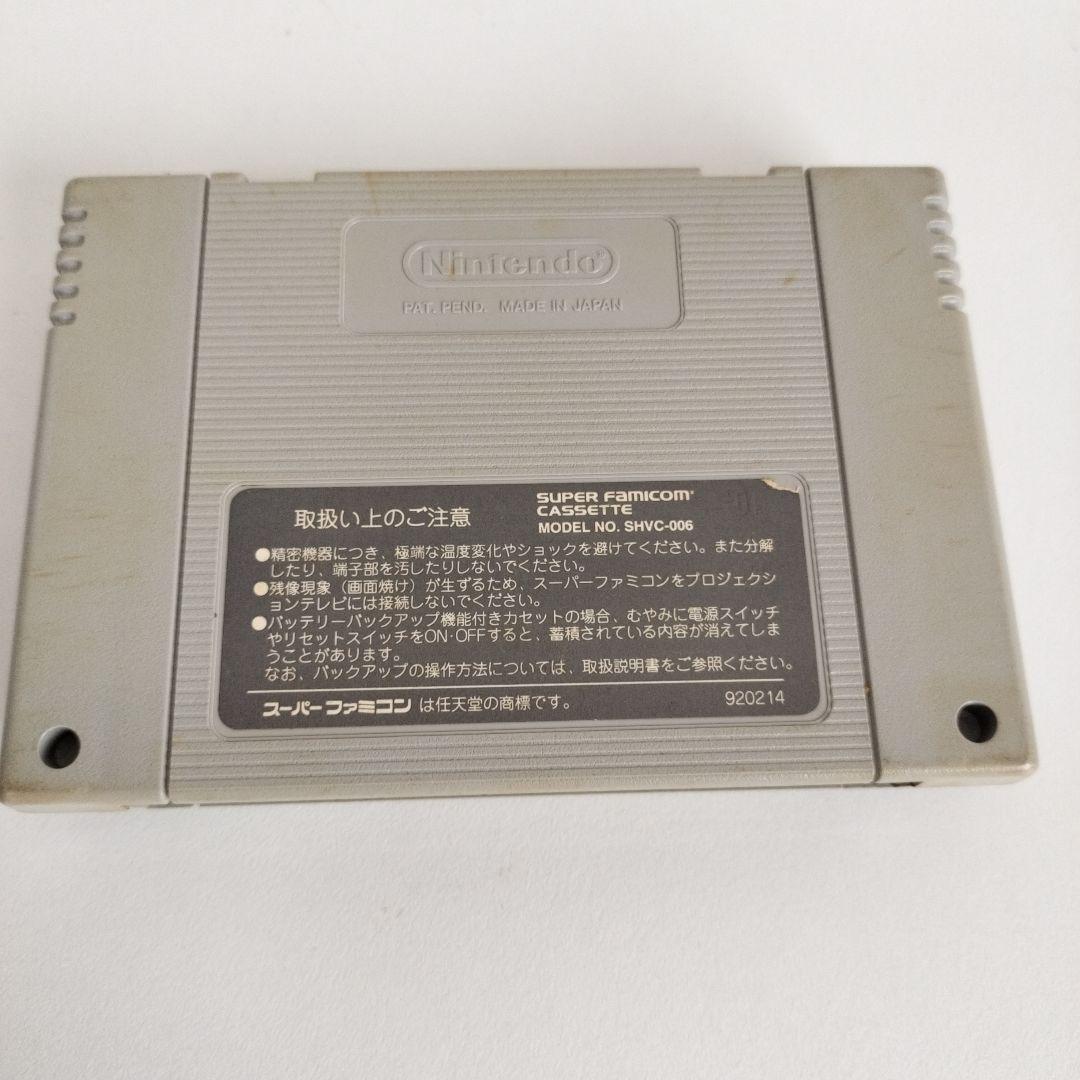 Nintendo®
PAT. PEND. MADE IN JAPAN
取扱い上のご注意
SUPER FAMICOM®
CASSETTE
MODEL NO. SHVC-006
●精密機器につき、極端な温度変化やショックを避けてください。また分解
したり、端子部を汚したりしないでください。
●残像現象（画面焼け）が生ずるため、スーパーファミコンをプロジェクシ
ョンテレビには接続しないでください。
●バッテリーバックアップ機能付きカセットの場合、むやみに電源スイッチ
やリセットスイッチをON・OFFすると、蓄積されている内容が消えてしま
うことがあります。
なお、バックアップの操作方法については、取扱説明書をご参照ください。
スーパーファミコン は任天堂の商標です。
920214